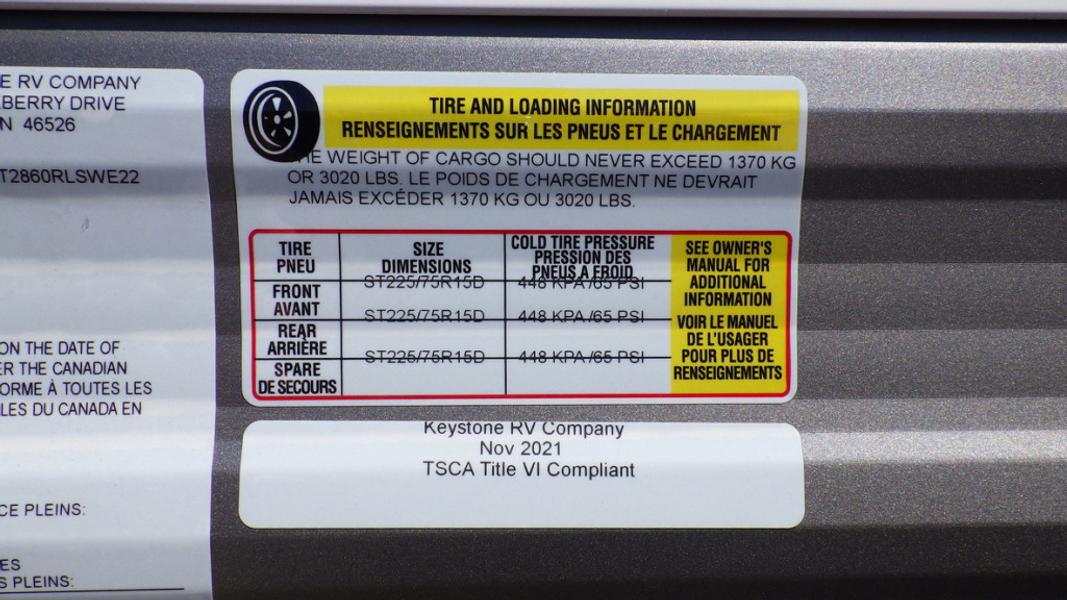 E RV COMPANY
BERRY DRIVE
N 46526
T2860RLSWE22
ON THE DATE OF
ER THE CANADIAN
ORME À TOUTES LES
LES DU CANADA EN
CE PLEINS:
ES
S PLEINS:
TIRE AND LOADING INFORMATION
RENSEIGNEMENTS SUR LES PNEUS ET LE CHARGEMENT
HE WEIGHT OF CARGO SHOULD NEVER EXCEED 1370 KG
OR 3020 LBS. LE POIDS DE CHARGEMENT NE DEVRAIT
JAMAIS EXCÉDER 1370 KG OU 3020 LBS.
TIRE
PNEU
SIZE
DIMENSIONS
COLD TIRE PRESSURE
PRESSION DES
PNEUS A FROID
FRONT
AVANT
ST225/75R15D
448 KPA /65 PSI
REAR
ARRIÈRE
ST225/75R15D
448 KPA /65 PSI
SPARE
DE SECOURS
ST225/75R15D
448 KPA /65 PSI
SEE OWNER'S
MANUAL FOR
ADDITIONAL
INFORMATION
VOIR LE MANUEL
DE L'USAGER
POUR PLUS DE
RENSEIGNEMENTS
Keystone RV Company
Nov 2021
TSCA Title VI Compliant